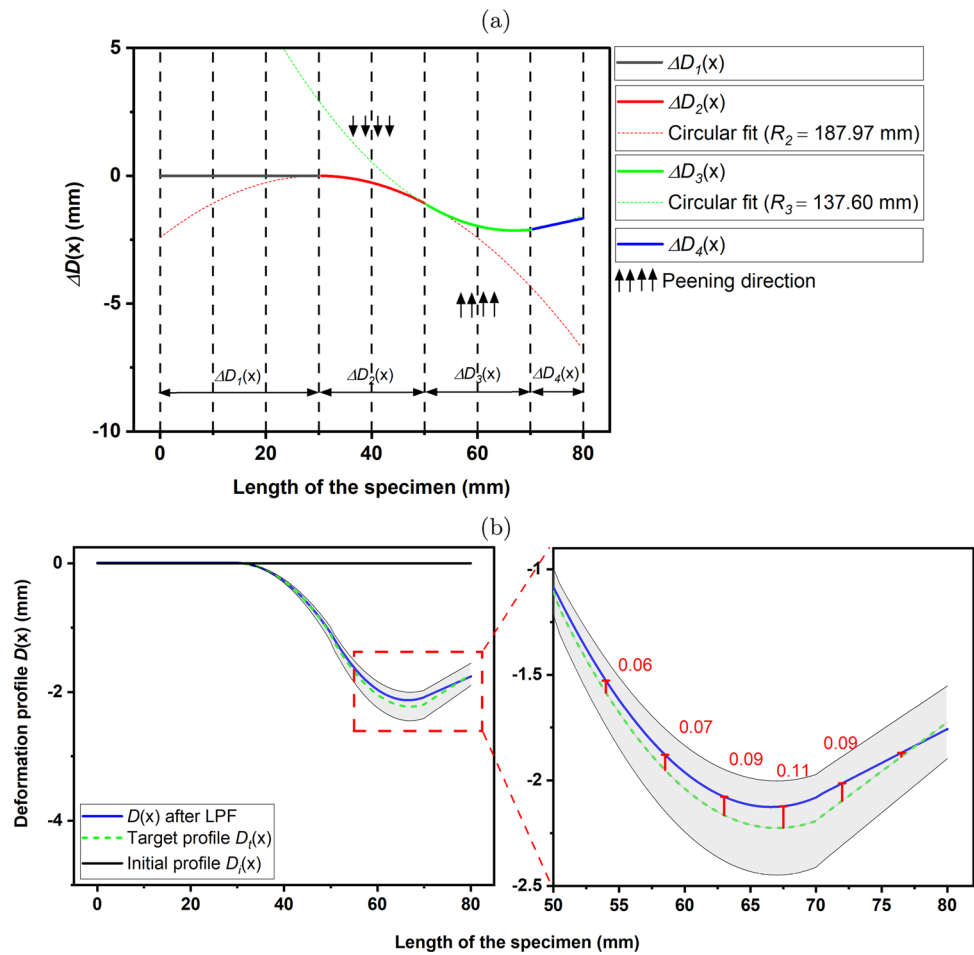 (a)
5
0
-5
-10
ΔD(x) (mm)
ΔD1(x)
ΔD2(x)
ΔD3(x)
ΔD4(x)
0
20
40
60
80
Length of the specimen (mm)
ΔD1(x)
ΔD2(x)
Circular fit (R2 = 187.97 mm)
ΔD3(x)
Circular fit (R3 = 137.60 mm)
ΔD4(x)
Peening direction
(b)
0
-2
-4
Deformation profile D(x) (mm)
D(x) after LPF
Target profile Dt(x)
Initial profile Di(x)
0
20
40
60
80
-1
-1.5
-2
-2.5
0.06
0.07
0.09
0.11
0.09
50
55
60
65
70
75
80
Length of the specimen (mm)